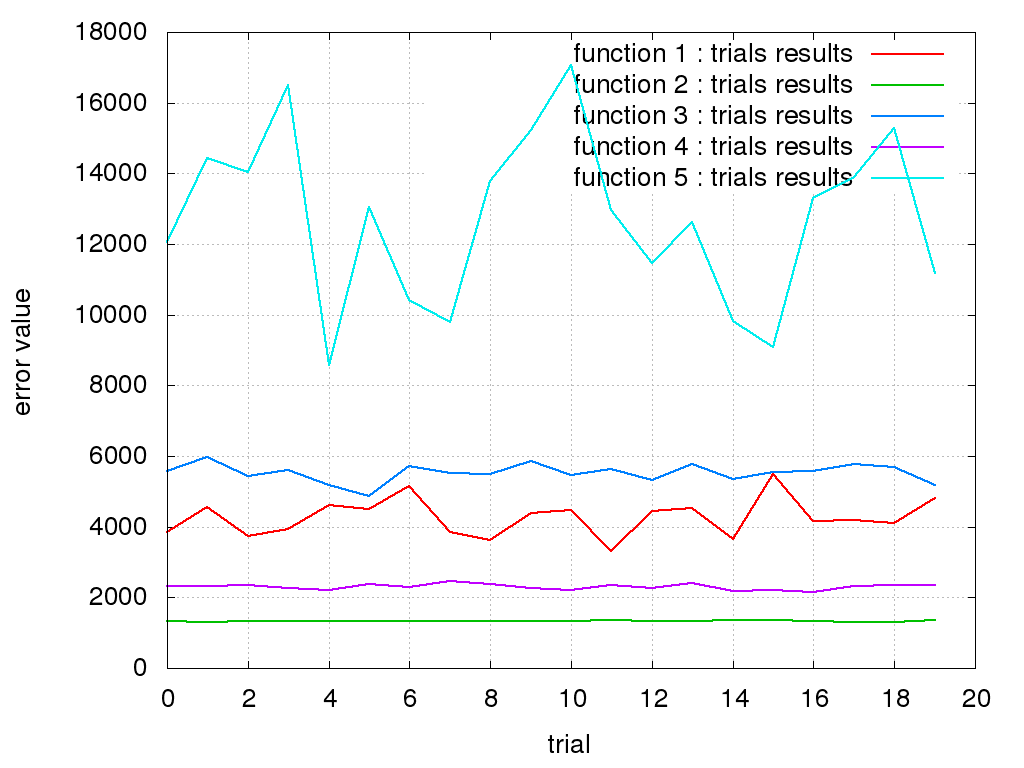 18000
16000
14000
12000
10000
8000
6000
4000
2000
0
error value
function 1 : trials results
function 2 : trials results
function 3 : trials results
function 4 : trials results
function 5 : trials results
0 2 4 6 8 10 12 14 16 18 20
trial